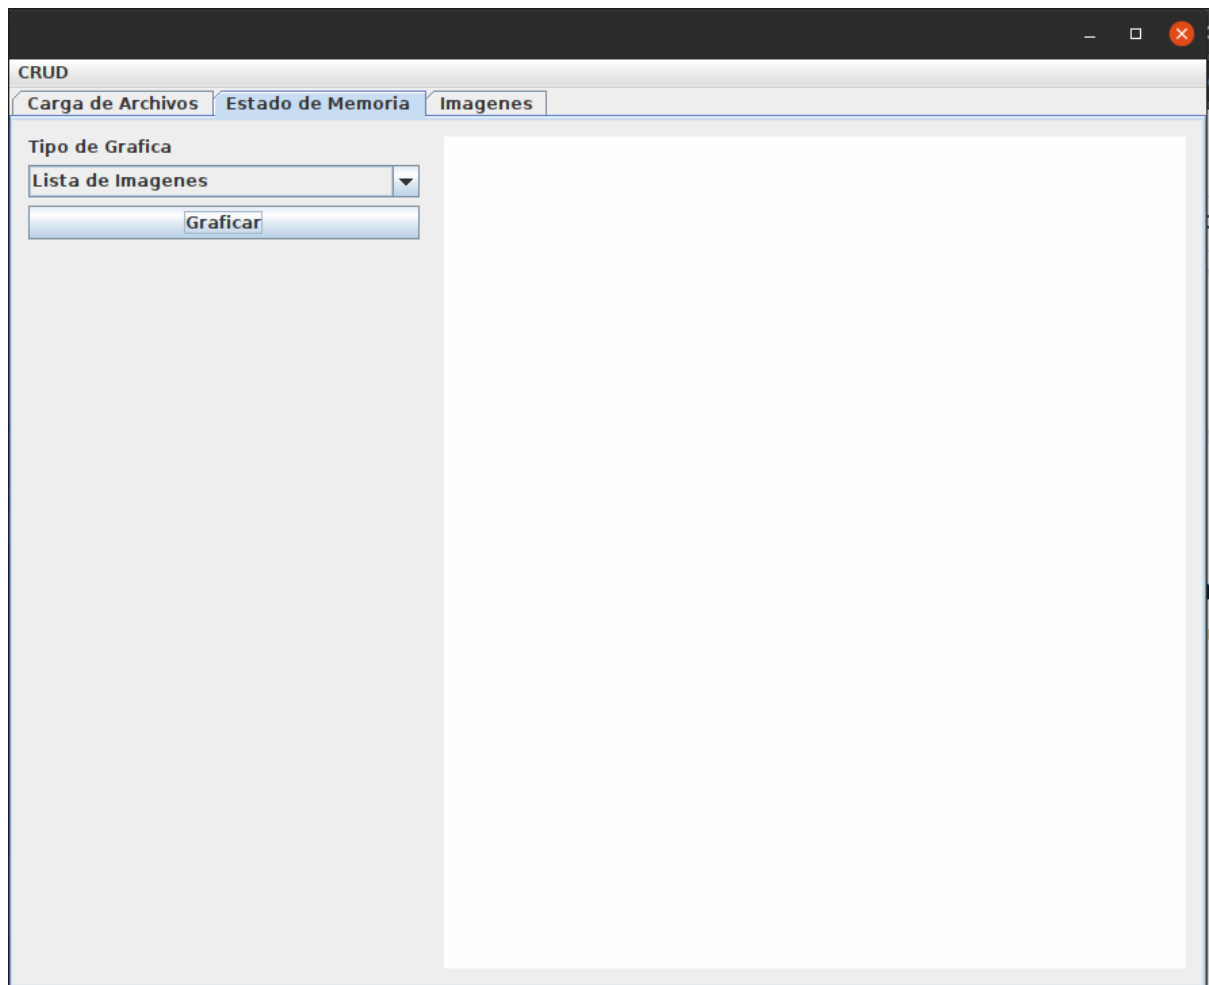 CRUD
Carga de Archivos Estado de Memoria Imagenes
Tipo de Grafica
Lista de Imagenes
Graficar